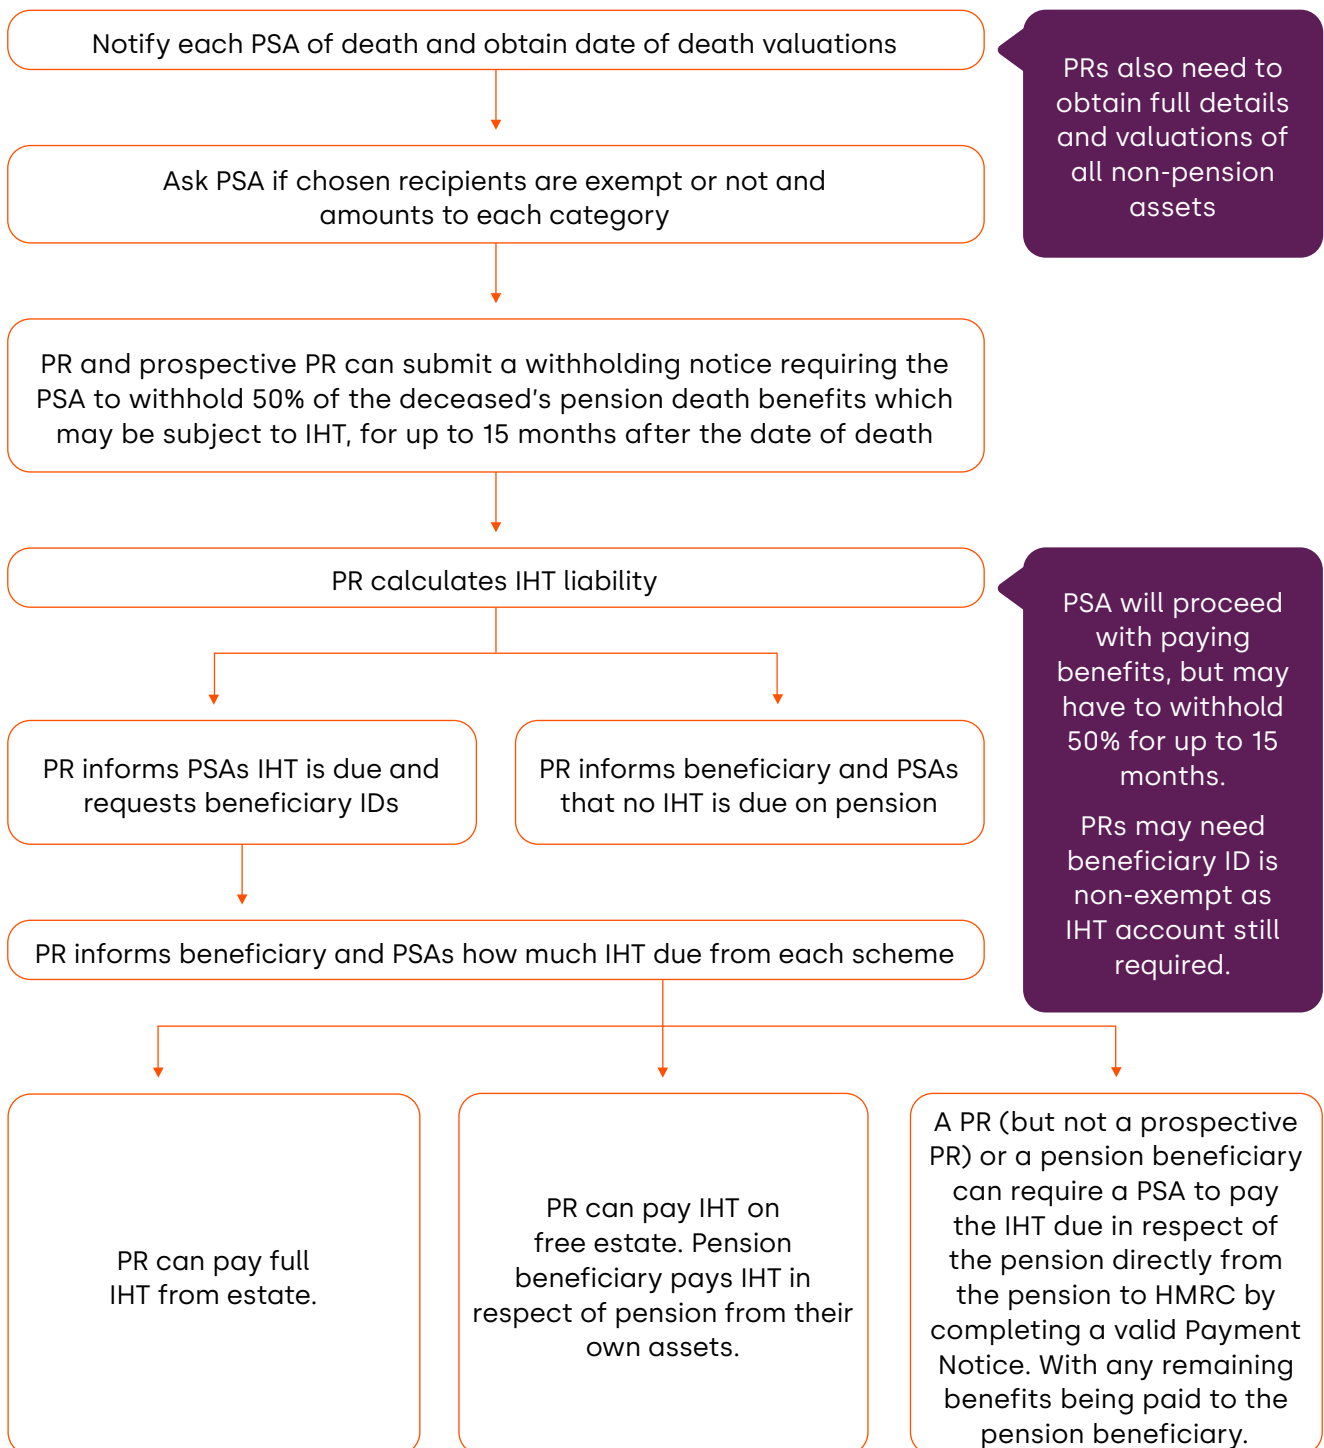 Notify each PSA of death and obtain date of death valuations
PRs also need to
obtain full details
and valuations of
all non-pension
assets
Ask PSA if chosen recipients are exempt or not and
amounts to each category
PR and prospective PR can submit a withholding notice requiring the
PSA to withhold 50% of the deceased’s pension death benefits which
may be subject to IHT, for up to 15 months after the date of death
PR calculates IHT liability
PSA will proceed
with paying
benefits, but may
have to withhold
50% for up to 15
months.
PRs may need
beneficiary ID is
non-exempt as
IHT account still
required.
PR informs PSAs IHT is due and
requests beneficiary IDs
PR informs beneficiary and PSAs
that no IHT is due on pension
PR informs beneficiary and PSAs how much IHT due from each scheme
PR can pay full
IHT from estate.
PR can pay IHT on
free estate. Pension
beneficiary pays IHT in
respect of pension from their
own assets.
A PR (but not a prospective
PR) or a pension beneficiary
can require a PSA to pay
the IHT due in respect of
the pension directly from
the pension to HMRC by
completing a valid Payment
Notice. With any remaining
benefits being paid to the
pension beneficiary.